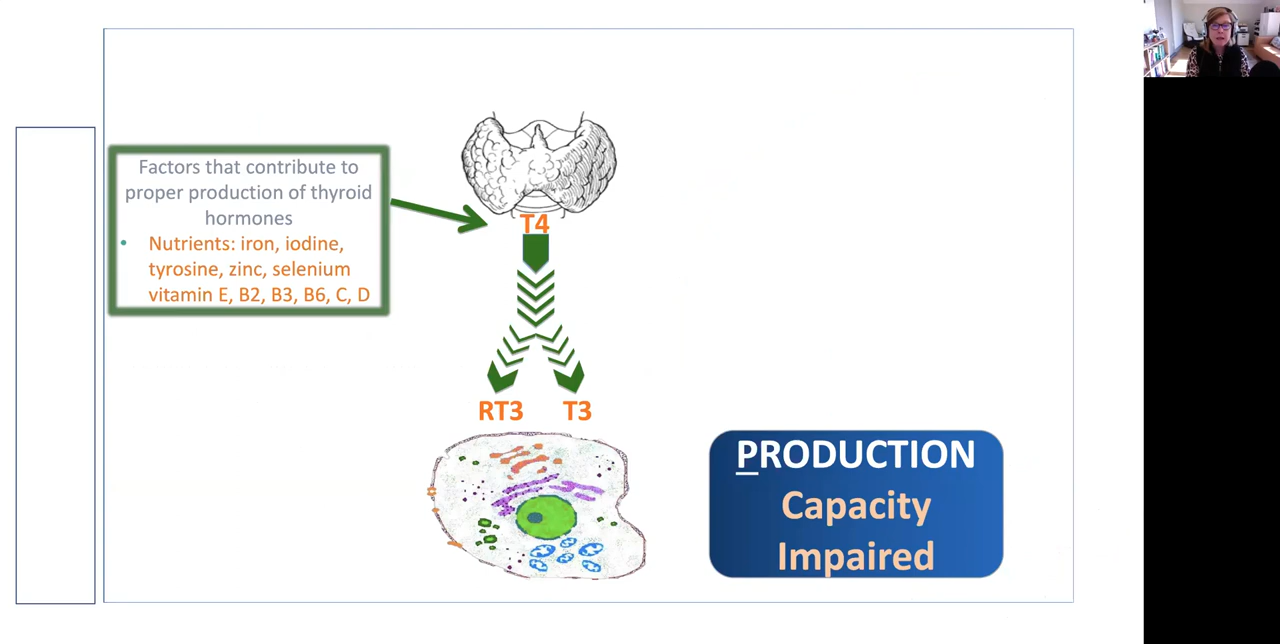 Factors that contribute to
proper production of thyroid
hormones
• Nutrients: iron, iodine,
tyrosine, zinc, selenium
vitamin E, B2, B3, B6, C, D
T4
RT3 T3
PRODUCTION
Capacity
Impaired